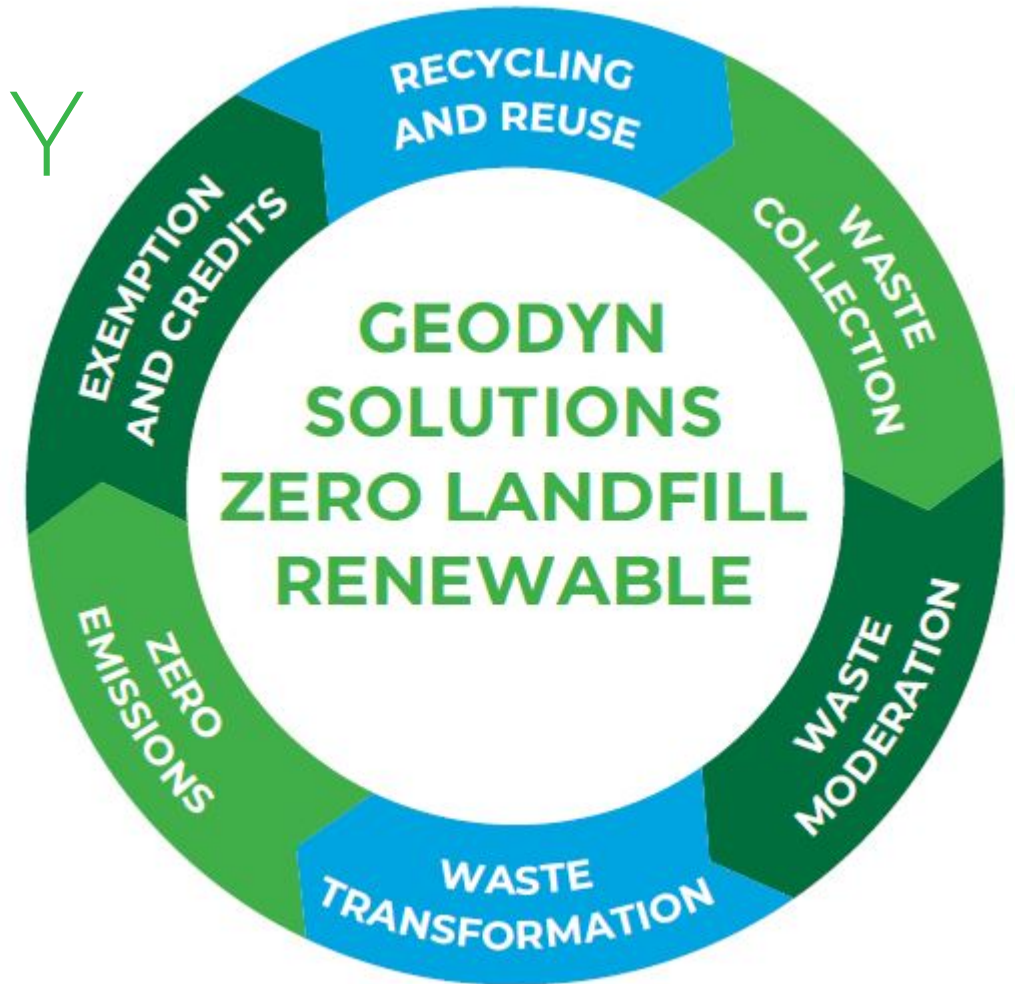 Y
RECYCLING
AND REUSE
WASTE
COLLECTION
WASTE
MODERATION
WASTE
TRANSFORMATION
ZERO
EMISSIONS
EXEMPTION
AND CREDITS
GEODYN
SOLUTIONS
ZERO LANDFILL
RENEWABLE